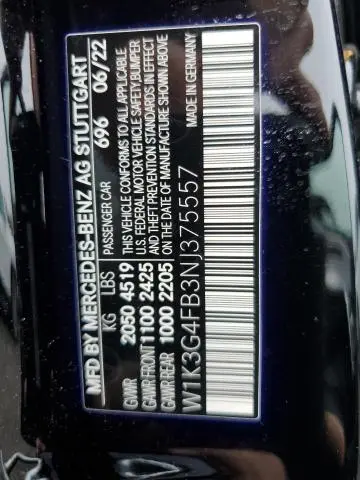 MFD BY MERCEDES-BENZ AG STUTTGART
PASSENGER CAR 696 06/22
KG LBS
GVWR 2050 4519
GAWR FRONT 1100 2425
GAWR REAR 1000 2205
THIS VEHICLE CONFORMS TO ALL APPLICABLE
U.S. FEDERAL MOTOR VEHICLE SAFETY, BUMPER
AND THEFT PREVENTION STANDARDS IN EFFECT
ON THE DATE OF MANUFACTURE SHOWN ABOVE
MADE IN GERMANY
W1K3G4FB3NJ375557